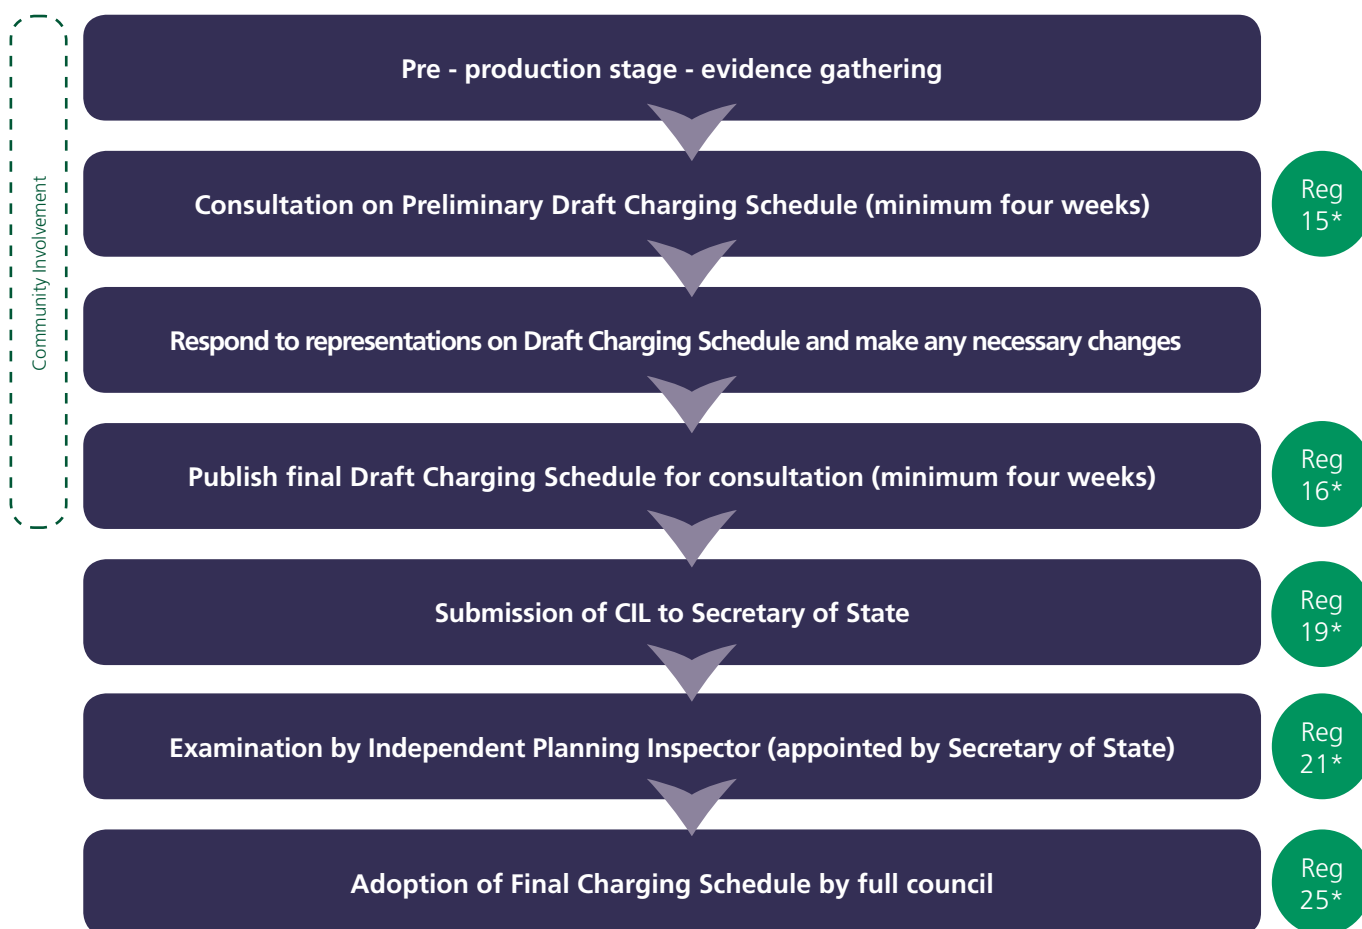 Community Involvement
Pre - production stage - evidence gathering
Consultation on Preliminary Draft Charging Schedule (minimum four weeks)
Reg
15*
Respond to representations on Draft Charging Schedule and make any necessary changes
Publish final Draft Charging Schedule for consultation (minimum four weeks)
Reg
16*
Submission of CIL to Secretary of State
Reg
19*
Examination by Independent Planning Inspector (appointed by Secretary of State)
Reg
21*
Adoption of Final Charging Schedule by full council
Reg
25*